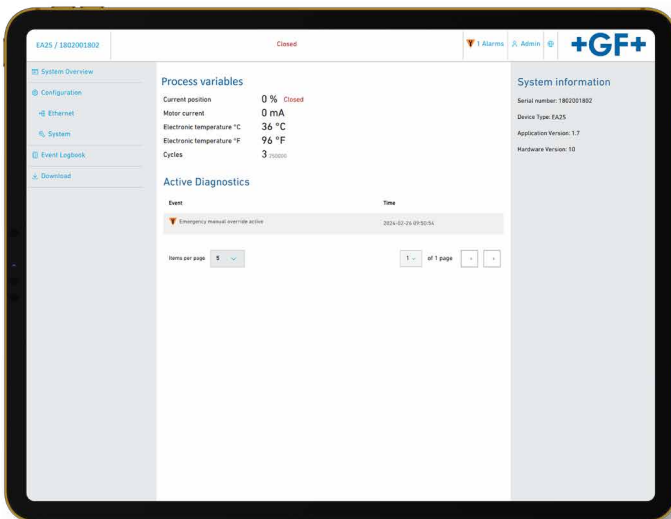 EA25 / 1802001802
Closed
1 Alarms
Admin
+GF+
System Overview
Configuration
Ethernet
System
Event Logbook
Download
Process variables
Current position 0 % Closed
Motor current 0 mA
Electronic temperature °C 36 °C
Electronic temperature °F 96 °F
Cycles 3 250000
Active Diagnostics
Event Time
Emergency manual override active 2024-02-26 09:50:54
Items per page 5
1 of 1 page
System information
Serial number: 1802001802
Device Type: EA25
Application Version: 1.7
Hardware Version: 10